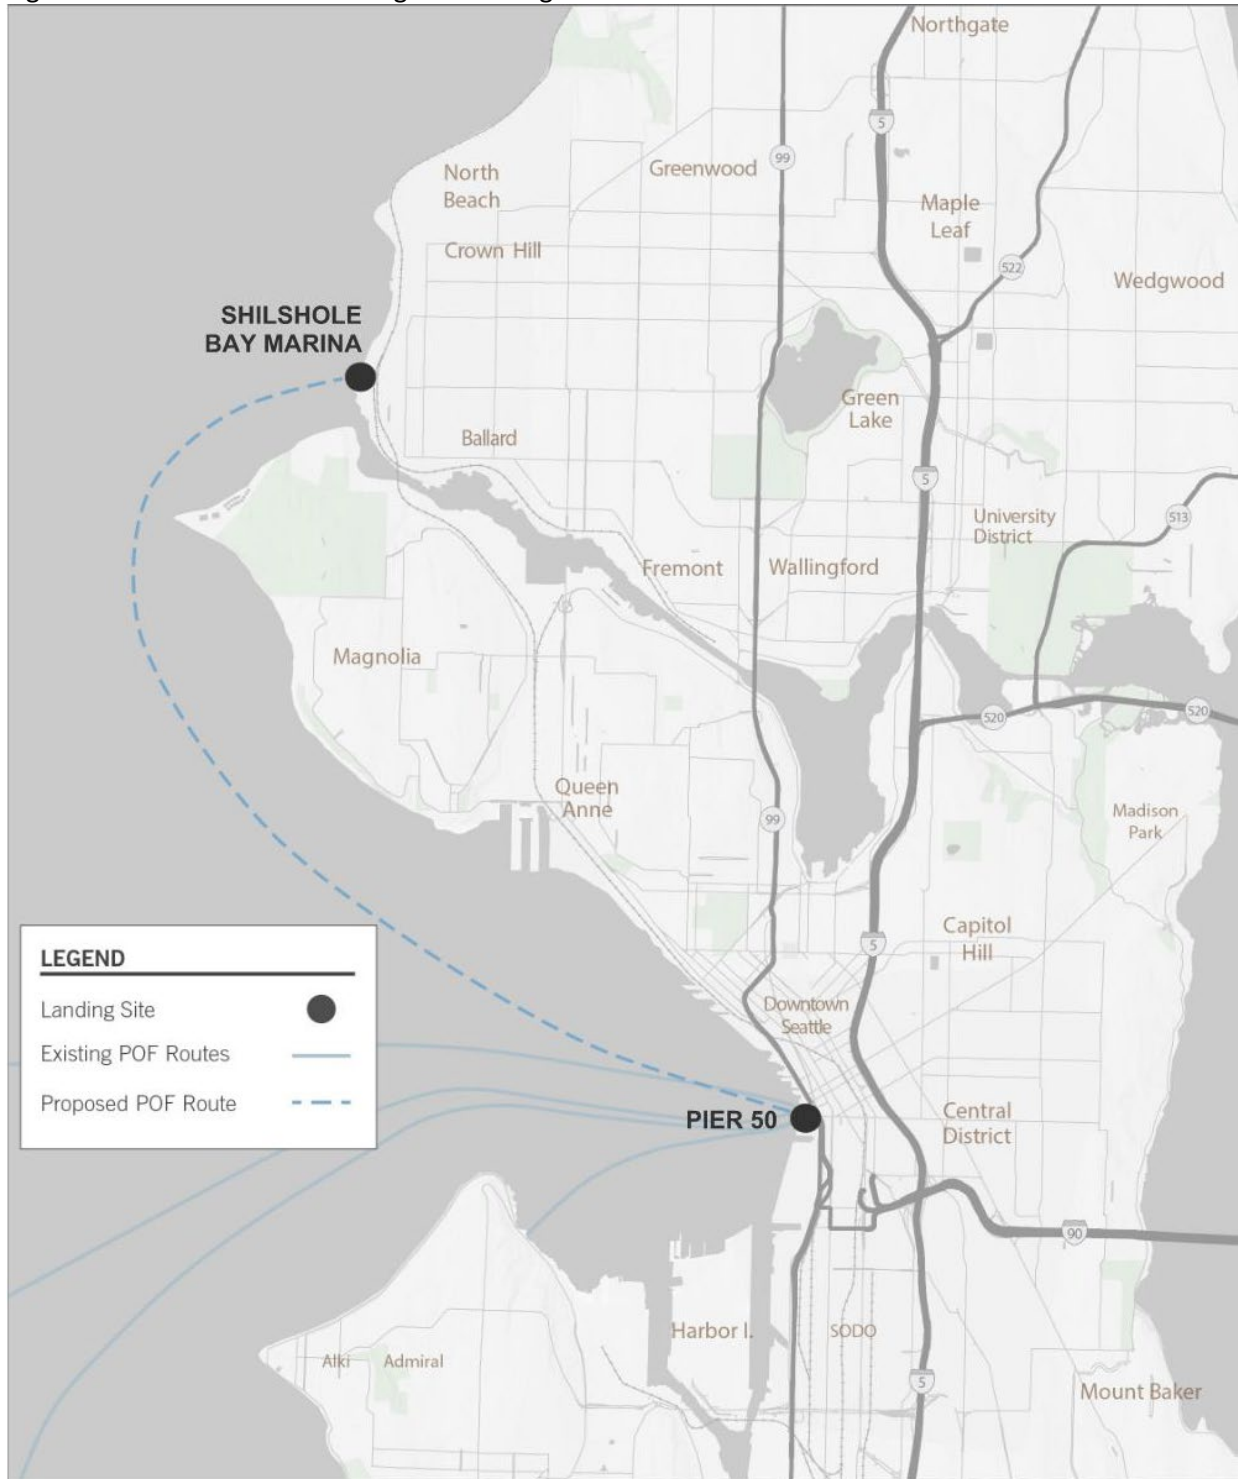 Northgate
5
99
North
Beach
Greenwood
Maple
Leaf
Crown Hill
522
Wedgwood
SHILSHOLE
BAY MARINA
Green
Lake
Ballard
5
513
University
District
Fremont
Wallingford
Magnolia
520
520
Queen
Anne
99
Madison
Park
Capitol
Hill
5
LEGEND
Landing Site
Existing POF Routes
Proposed POF Route
Downtown
Seattle
PIER 50
Central
District
90
Harbor I.
SODO
Alki
Admiral
5
Mount Baker